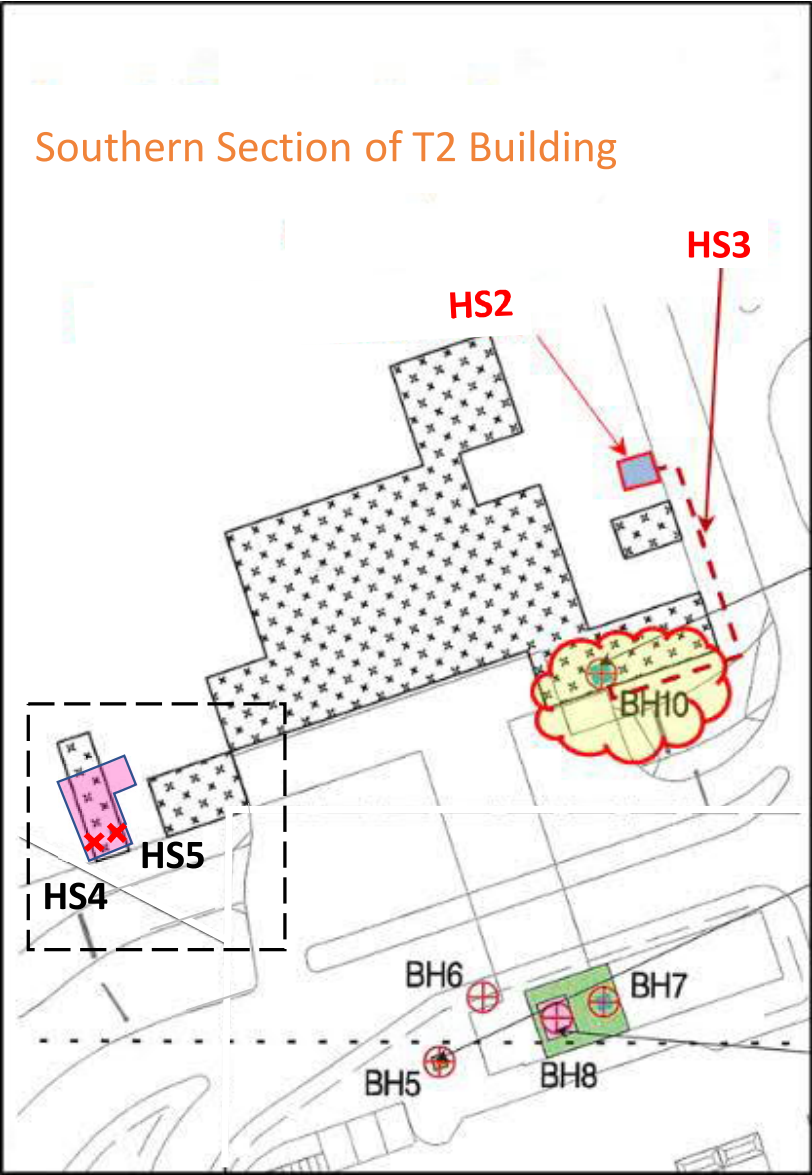 Southern Section of T2 Building
HS3
HS2
BH10
HS5
HS4
BH6
BH7
BH5
BH8